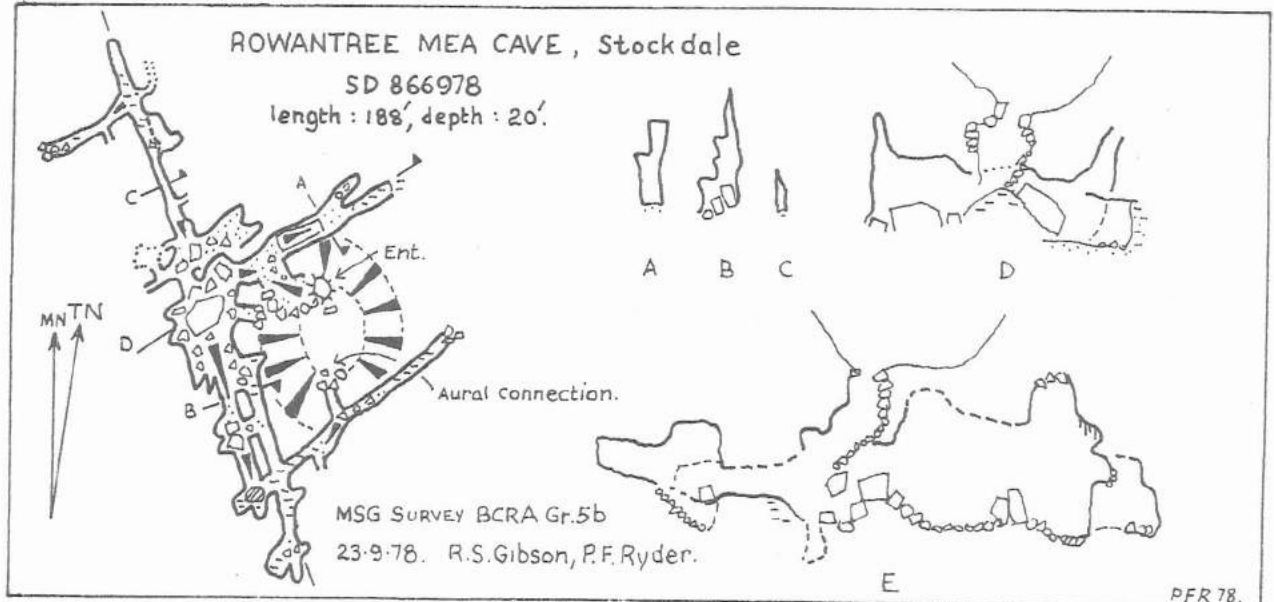 ROWANTREE MEA CAVE, Stockdale
SD 866978
length : 188', depth : 20'.
C
A
Ent.
MN TN
D
B
Aural Connection.
A
B
C
D
MSG SURVEY BCRA Gr.5b
23·9·78. R.S.Gibson, P.F.Ryder.
E
PFR 78.